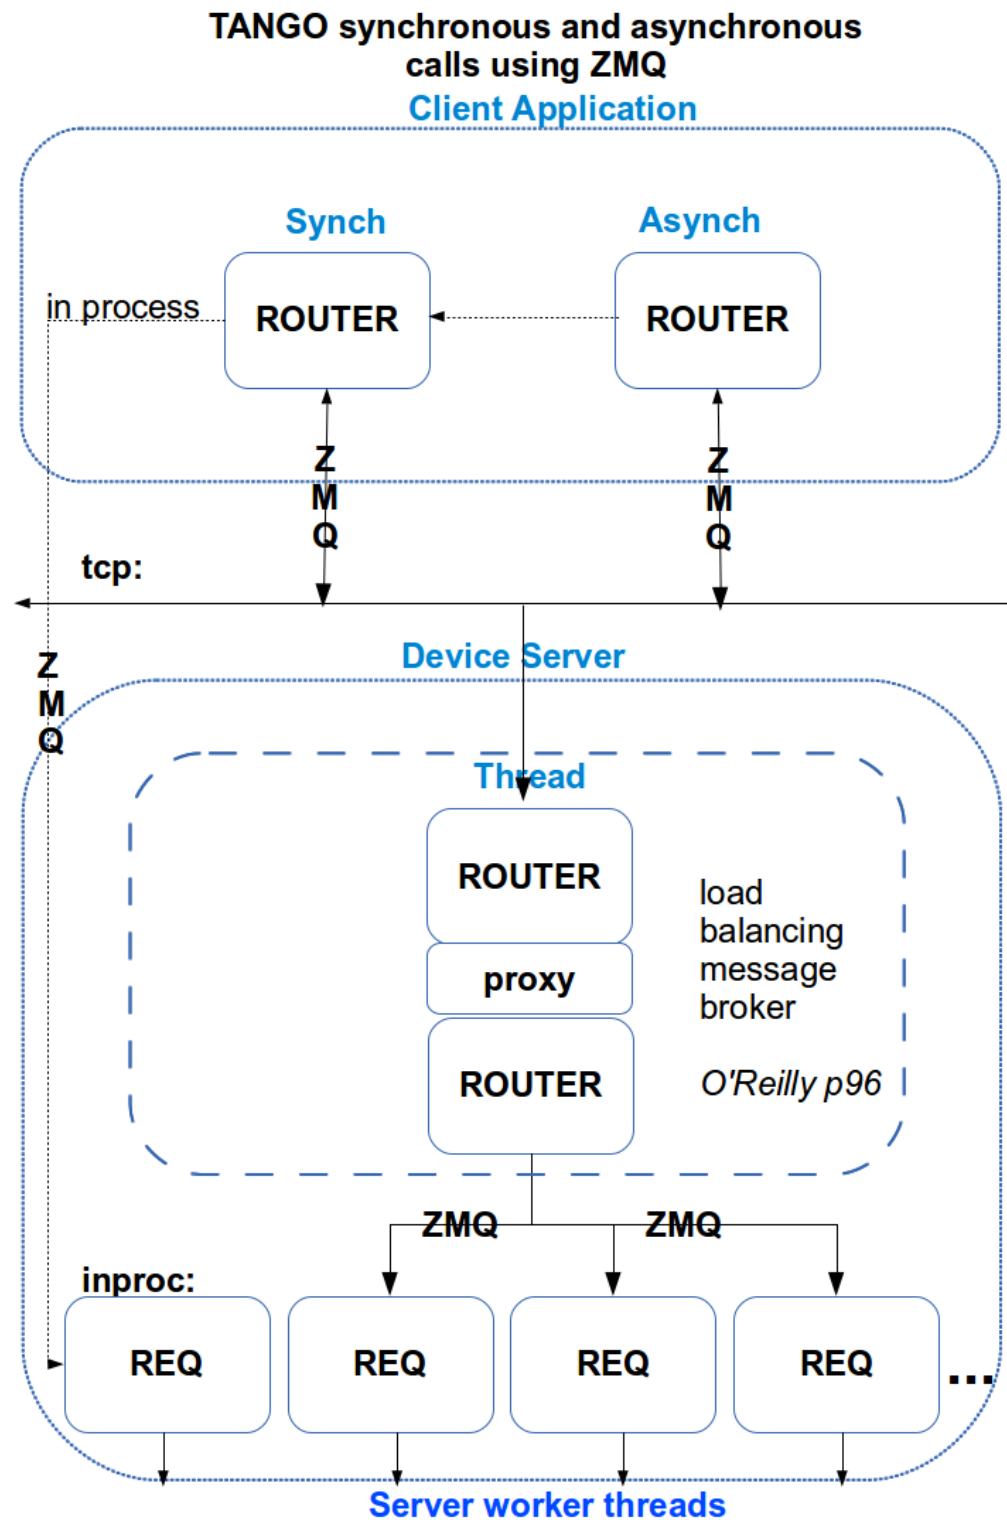 TANGO synchronous and asynchronous
calls using ZMQ
Client Application
Synch
Asynch
in process
ROUTER
ROUTER
Z
M
Q
Z
M
Q
tcp:
Device Server
Z
M
Q
Thread
ROUTER
load
balancing
message
broker
proxy
ROUTER
O'Reilly p96
ZMQ
ZMQ
inproc:
REQ
REQ
REQ
REQ
...
Server worker threads